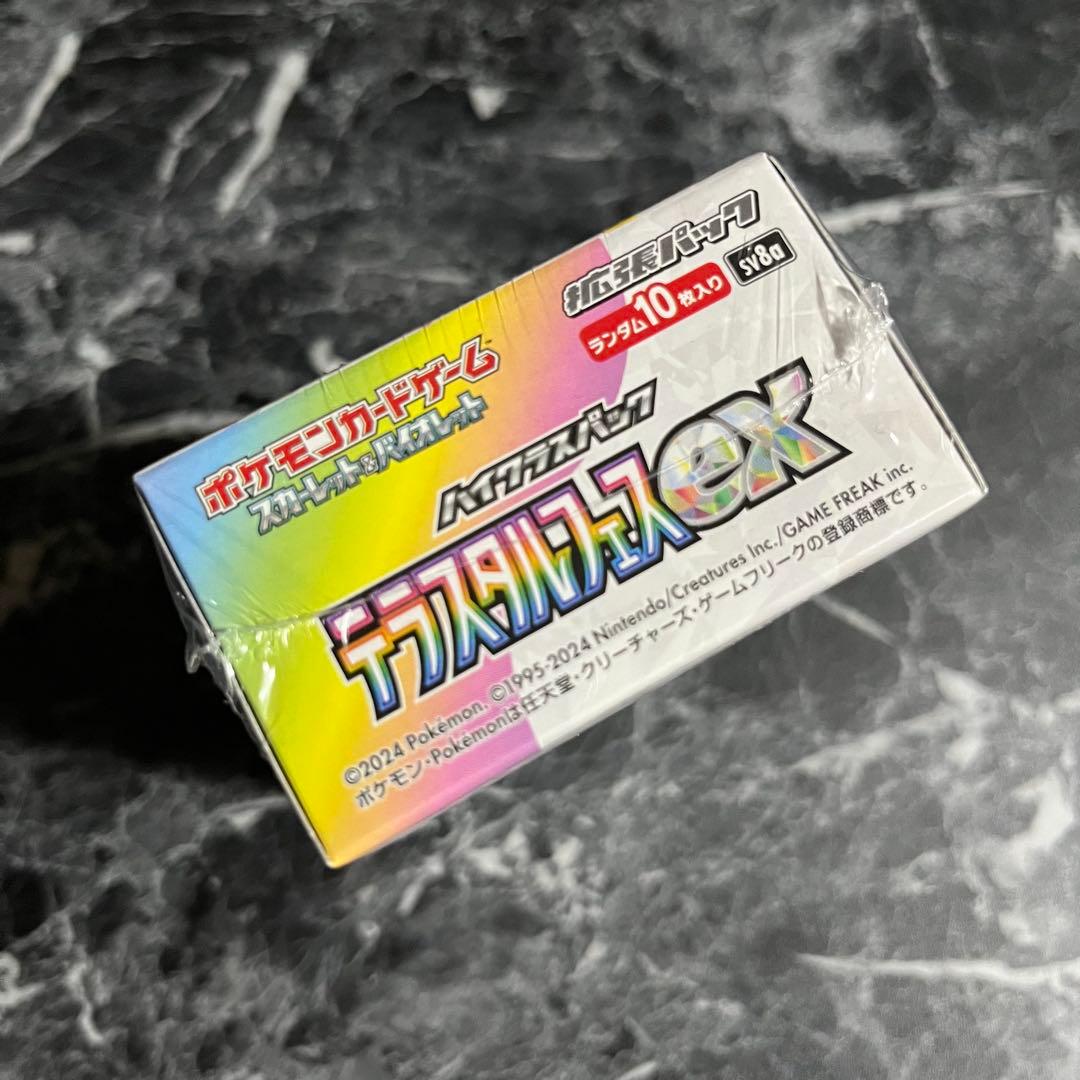 拡張パック
ランダム10枚入り
sv8a
ポケモンカードゲーム
スカーレット&バイオレット
ハイクラスパック
テラスタルフェスex
©2024 Pokémon. ©1995-2024 Nintendo/Creatures Inc./GAME FREAK inc.
ポケモン・Pokémonは任天堂・クリーチャーズ・ゲームフリークの登録商標です。